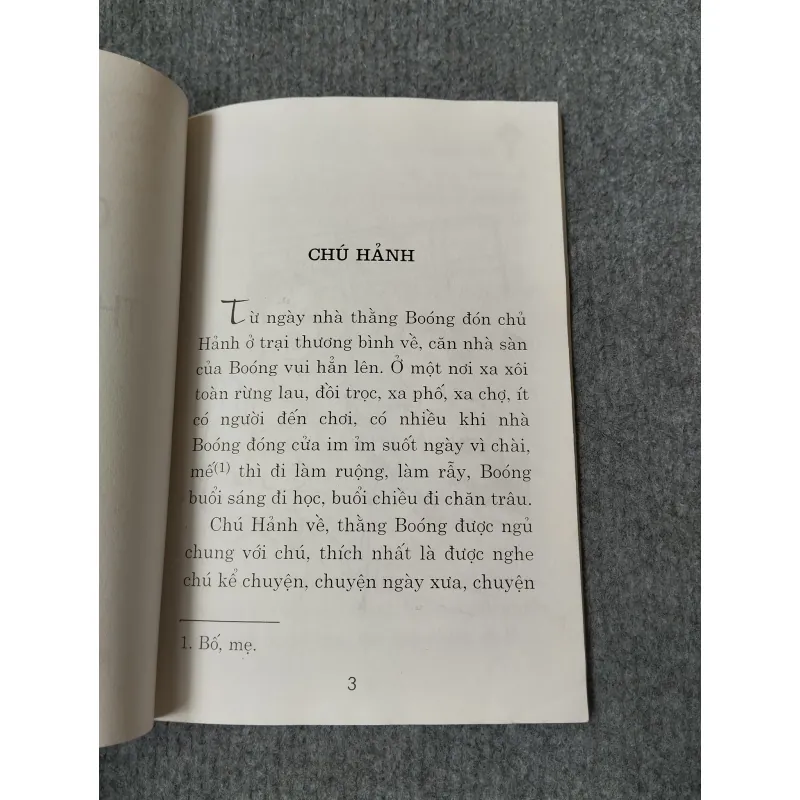 CHÚ HẢNH
Từ ngày nhà thằng Boóng đón chủ
Hảnh ở trại thương bình về, căn nhà sàn
của Boóng vui hẳn lên. Ở một nơi xa xôi
toàn rừng lau, đồi trọc, xa phố, xa chợ, ít
có người đến chơi, có nhiều khi nhà
Boóng đóng cửa im ỉm suốt ngày vì chài,
mế(1) thì đi làm ruộng, làm rẫy, Boóng
buổi sáng đi học, buổi chiều đi chăn trâu.
Chú Hảnh về, thằng Boóng được ngủ
chung với chú, thích nhất là được nghe
chú kể chuyện, chuyện ngày xưa, chuyện
1. Bố, mẹ.
3